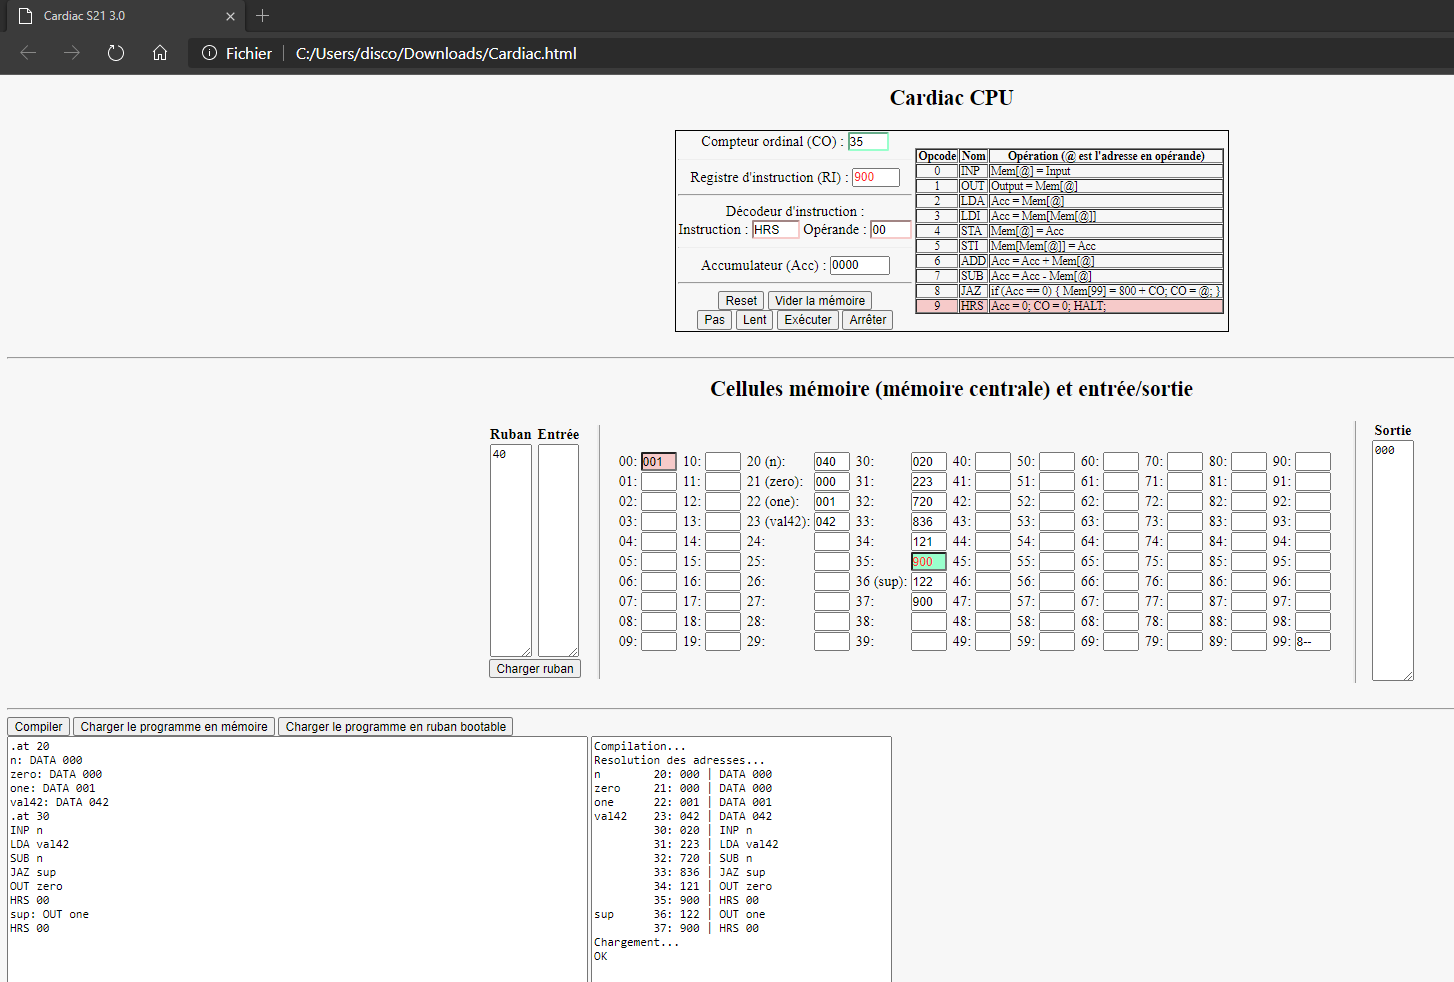 Cardiac S21 3.0
Fichier C:/Users/disco/Downloads/Cardiac.html
Cardiac CPU
Compteur ordinal (CO) : 35
Registre d'instruction (RI) : 900
Décodeur d'instruction :
Instruction : HRS Opérande : 00
Accumulateur (Acc) : 0000
Reset Vider la mémoire
Pas Lent Exécuter Arrêter
Opcode Nom Opération (@ est l'adresse en opérande)
0 INP Mem[@] = Input
1 OUT Output = Mem[@]
2 LDA Acc = Mem[@]
3 LDI Acc = Mem[Mem[@]]
4 STA Mem[@] = Acc
5 STI Mem[Mem[@]] = Acc
6 ADD Acc = Acc + Mem[@]
7 SUB Acc = Acc - Mem[@]
8 JAZ if (Acc == 0) { Mem[99] = 800 + CO; CO = @; }
9 HRS Acc = 0; CO = 0; HALT;
Cellules mémoire (mémoire centrale) et entrée/sortie
Ruban Entrée
40
Charger ruban
00: 001 10: 20 (n): 040 30: 020 40: 50: 60: 70: 80: 90:
01: 11: 21 (zero): 000 31: 223 41: 51: 61: 71: 81: 91:
02: 12: 22 (one): 001 32: 720 42: 52: 62: 72: 82: 92:
03: 13: 23 (val42): 042 33: 836 43: 53: 63: 73: 83: 93:
04: 14: 24: 34: 121 44: 54: 64: 74: 84: 94:
05: 15: 25: 35: 900 45: 55: 65: 75: 85: 95:
06: 16: 26: 36 (sup): 122 46: 56: 66: 76: 86: 96:
07: 17: 27: 37: 900 47: 57: 67: 77: 87: 97:
08: 18: 28: 38: 48: 58: 68: 78: 88: 98:
09: 19: 29: 39: 49: 59: 69: 79: 89: 99: 8--
Sortie
000
Compiler Charger le programme en mémoire Charger le programme en ruban bootable
.at 20
n: DATA 000
zero: DATA 000
one: DATA 001
val42: DATA 042
.at 30
INP n
LDA val42
SUB n
JAZ sup
OUT zero
HRS 00
sup: OUT one
HRS 00
Compilation...
Resolution des adresses...
n 20: 000 | DATA 000
zero 21: 000 | DATA 000
one 22: 001 | DATA 001
val42 23: 042 | DATA 042
30: 020 | INP n
31: 223 | LDA val42
32: 720 | SUB n
33: 836 | JAZ sup
34: 121 | OUT zero
35: 900 | HRS 00
sup 36: 122 | OUT one
37: 900 | HRS 00
Chargement...
OK